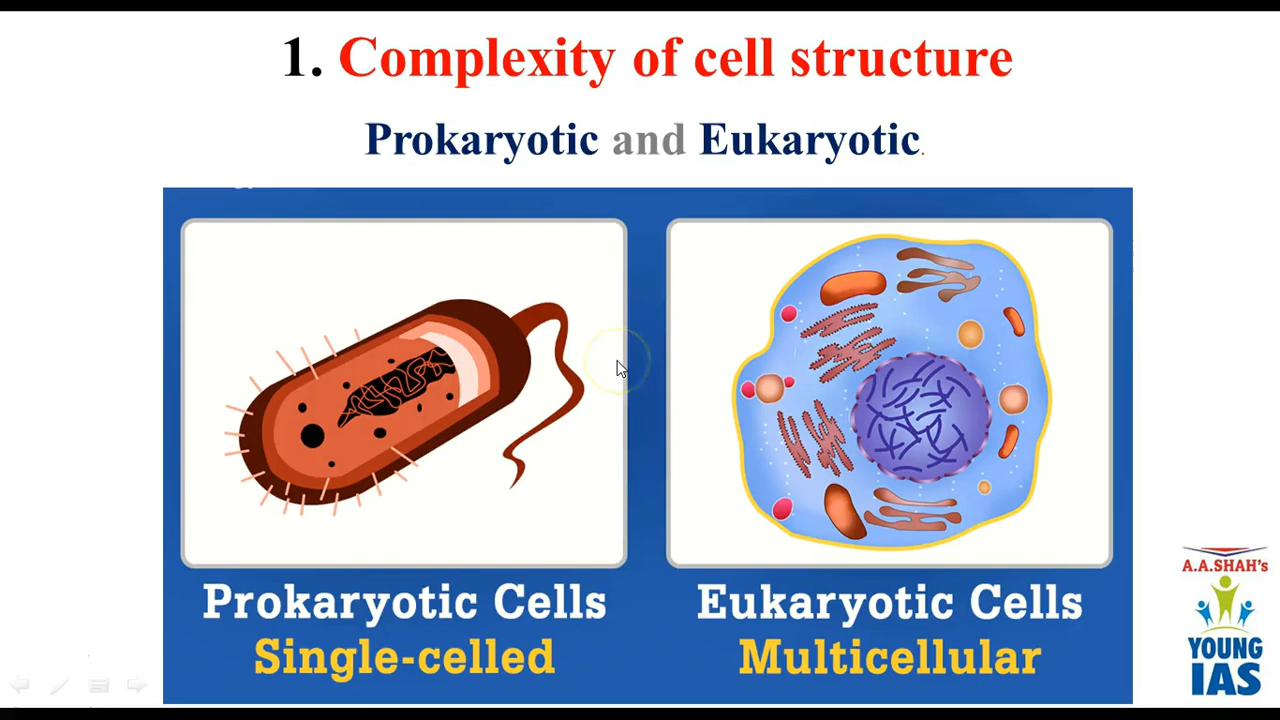 1. Complexity of cell structure
Prokaryotic and Eukaryotic.
Prokaryotic Cells
Single-celled
Eukaryotic Cells
Multicellular
A.A.SHAH's
YOUNG
IAS